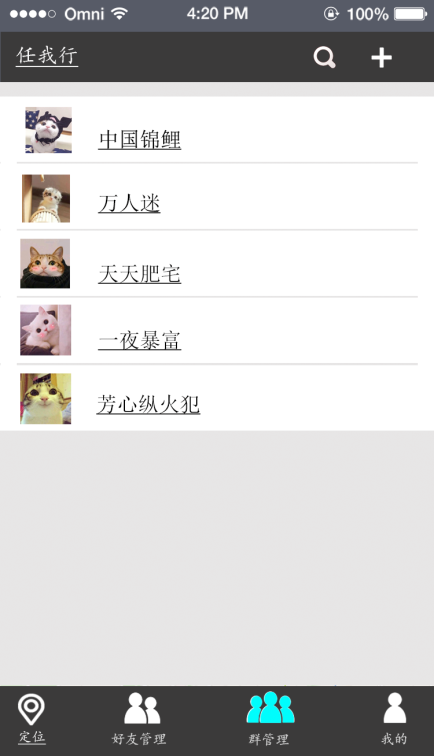 Omni 4:20 PM 100%
任我行
中国锦鲤
万人迷
天天肥宅
一夜暴富
芳心纵火犯
定位 好友管理 群管理 我的